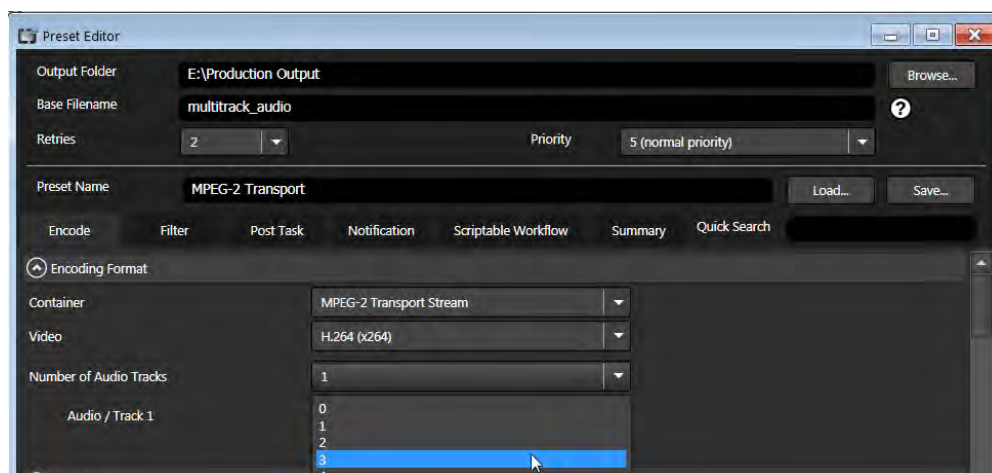 Preset Editor
Output Folder E:\Production Output Browse...
Base Filename multitrack_audio ?
Retries 2 Priority 5 (normal priority)
Preset Name MPEG-2 Transport Load... Save...
Encode Filter Post Task Notification Scriptable Workflow Summary Quick Search
Encoding Format
Container MPEG-2 Transport Stream
Video H.264 (x264)
Number of Audio Tracks 1
Audio / Track 1
0
1
2
3